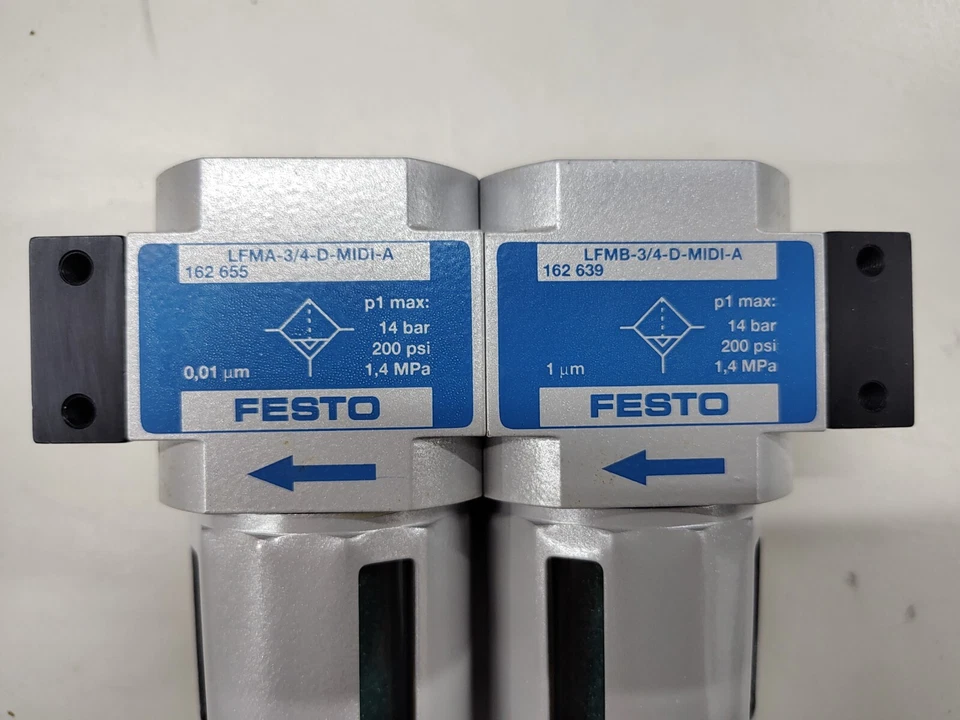 LFMA-3/4-D-MIDI-A
162 655
p1 max:
14 bar
200 psi
0,01 µm
1,4 MPa
FESTO
LFMB-3/4-D-MIDI-A
162 639
p1 max:
14 bar
200 psi
1 µm
1,4 MPa
FESTO